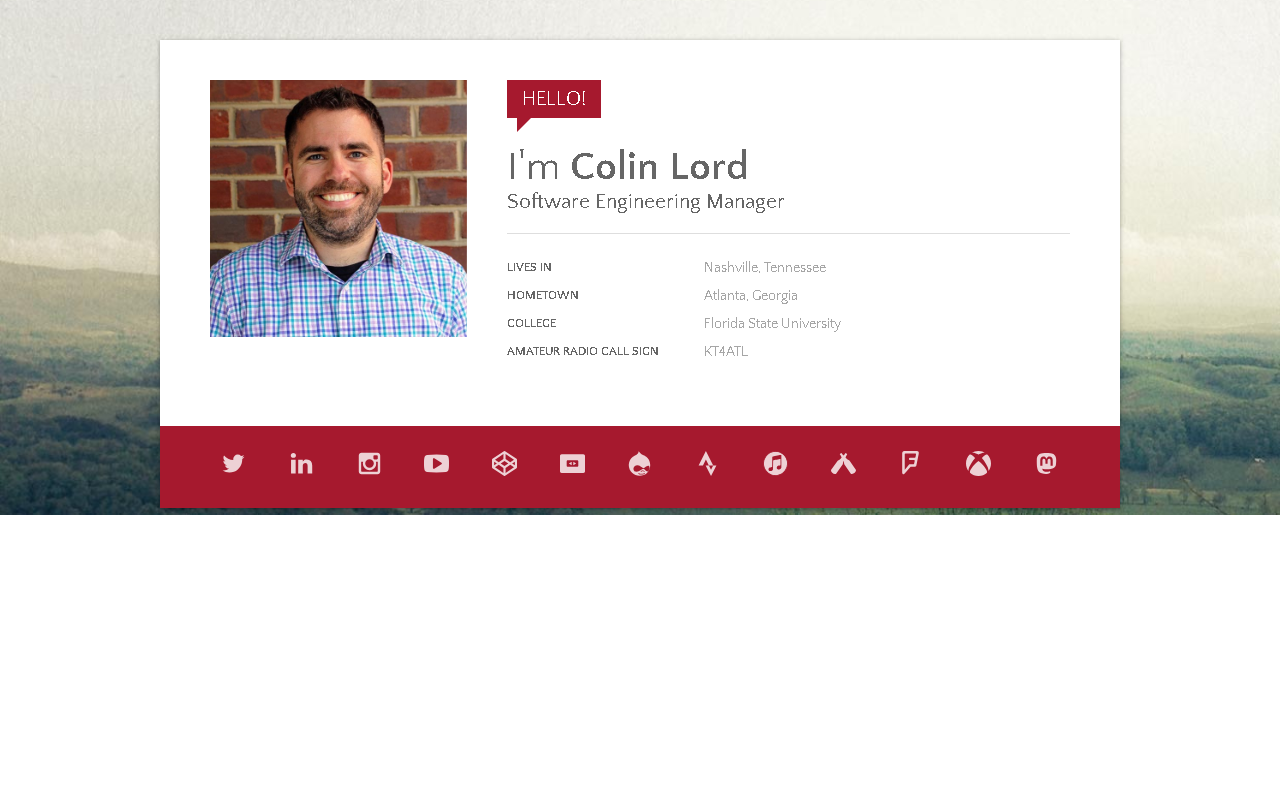 HELLO!
I'm Colin Lord
Software Engineering Manager
LIVES IN Nashville, Tennessee
HOMETOWN Atlanta, Georgia
COLLEGE Florida State University
AMATEUR RADIO CALL SIGN KT4ATL